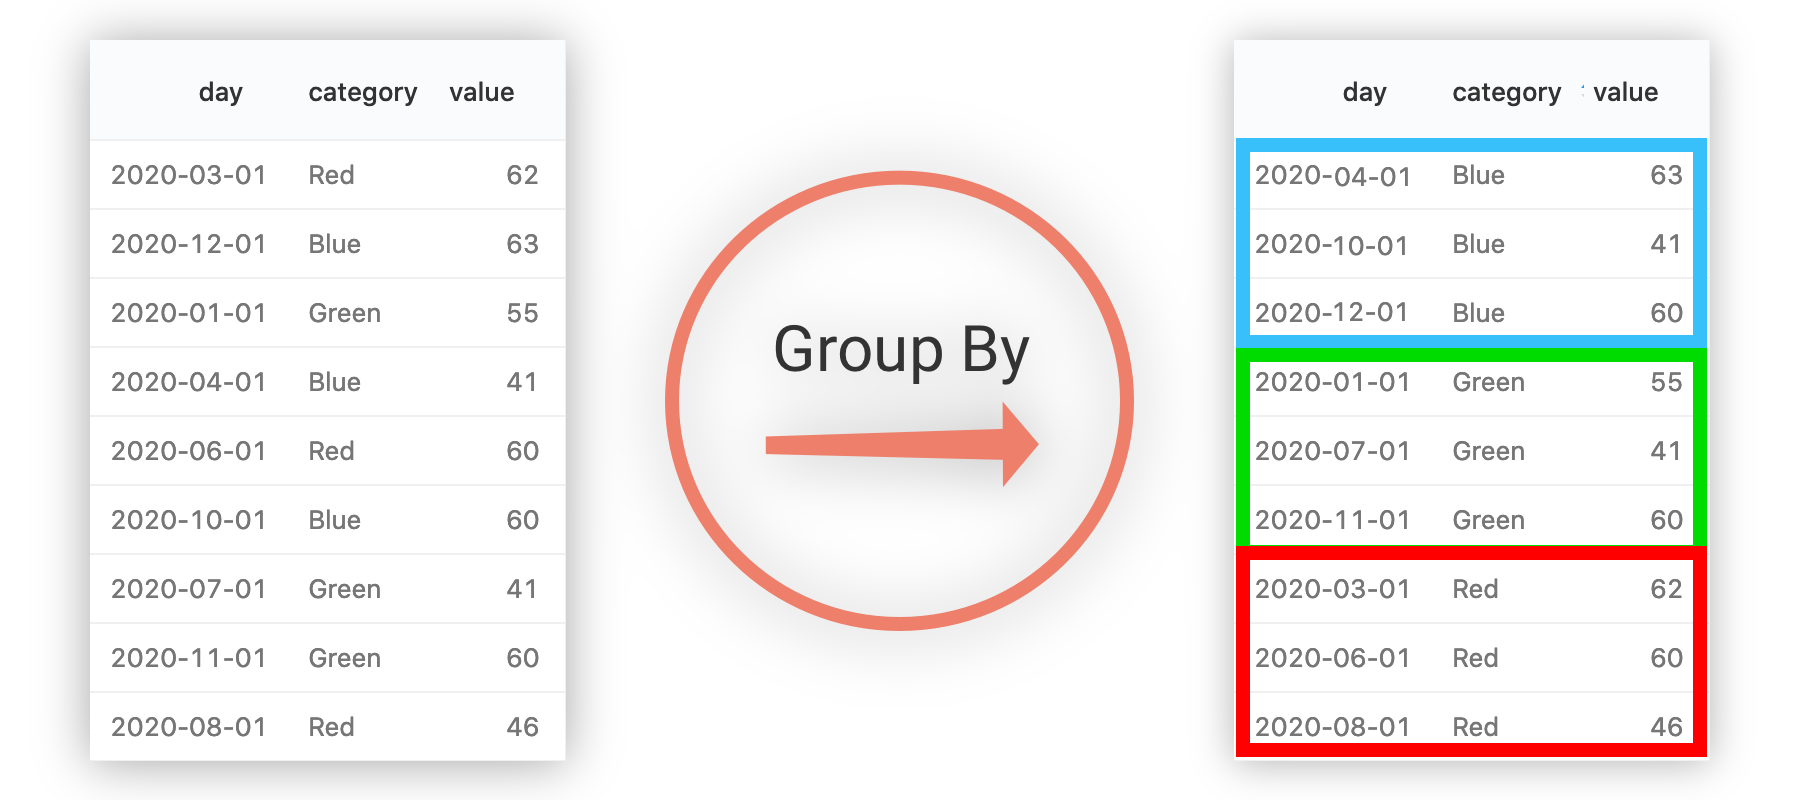 day category value
2020-03-01 Red 62
2020-12-01 Blue 63
2020-01-01 Green 55
2020-04-01 Blue 41
2020-06-01 Red 60
2020-10-01 Blue 60
2020-07-01 Green 41
2020-11-01 Green 60
2020-08-01 Red 46
Group By
day category value
2020-04-01 Blue 63
2020-10-01 Blue 41
2020-12-01 Blue 60
2020-01-01 Green 55
2020-07-01 Green 41
2020-11-01 Green 60
2020-03-01 Red 62
2020-06-01 Red 60
2020-08-01 Red 46